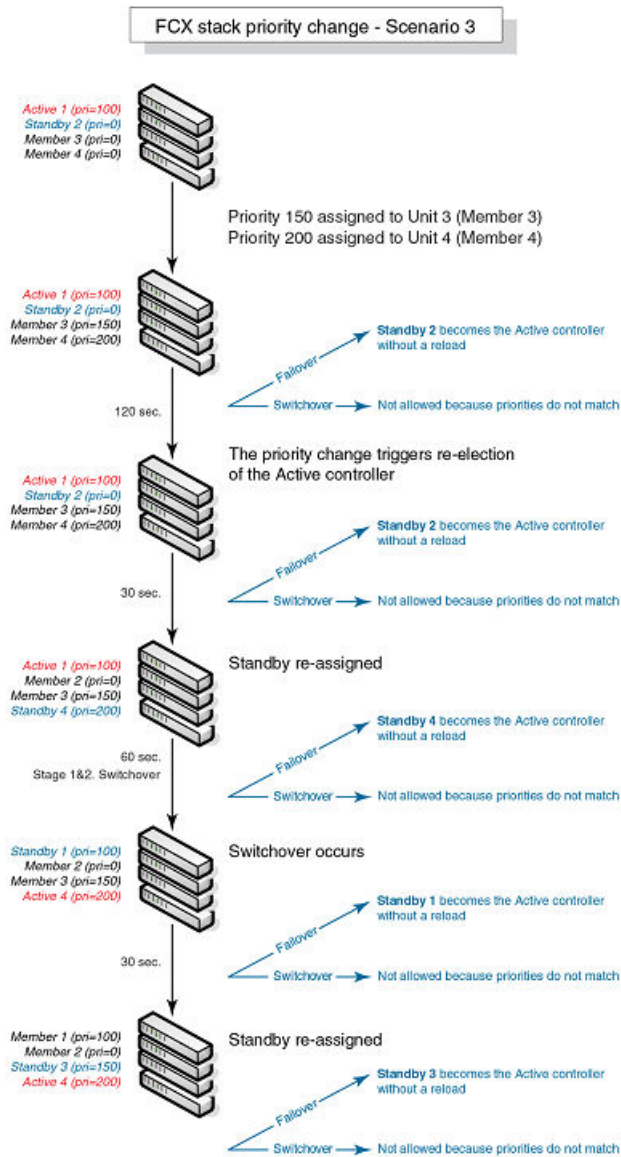 FCX stack priority change - Scenario 3
Active 1 (pri=100)
Standby 2 (pri=0)
Member 3 (pri=0)
Member 4 (pri=0)
Priority 150 assigned to Unit 3 (Member 3)
Priority 200 assigned to Unit 4 (Member 4)
Active 1 (pri=100)
Standby 2 (pri=0)
Member 3 (pri=150)
Member 4 (pri=200)
Failover
Standby 2 becomes the Active controller
without a reload
Switchover
Not allowed because priorities do not match
120 sec.
The priority change triggers re-election
of the Active controller
Active 1 (pri=100)
Standby 2 (pri=0)
Member 3 (pri=150)
Member 4 (pri=200)
Failover
Standby 2 becomes the Active controller
without a reload
Switchover
Not allowed because priorities do not match
30 sec.
Standby re-assigned
Active 1 (pri=100)
Member 2 (pri=0)
Member 3 (pri=150)
Standby 4 (pri=200)
Failover
Standby 4 becomes the Active controller
without a reload
Switchover
Not allowed because priorities do not match
60 sec.
Stage 1&2. Switchover
Switchover occurs
Standby 1 (pri=100)
Member 2 (pri=0)
Member 3 (pri=150)
Active 4 (pri=200)
Failover
Standby 1 becomes the Active controller
without a reload
Switchover
Not allowed because priorities do not match
30 sec.
Standby re-assigned
Member 1 (pri=100)
Member 2 (pri=0)
Standby 3 (pri=150)
Active 4 (pri=200)
Failover
Standby 3 becomes the Active controller
without a reload
Switchover
Not allowed because priorities do not match